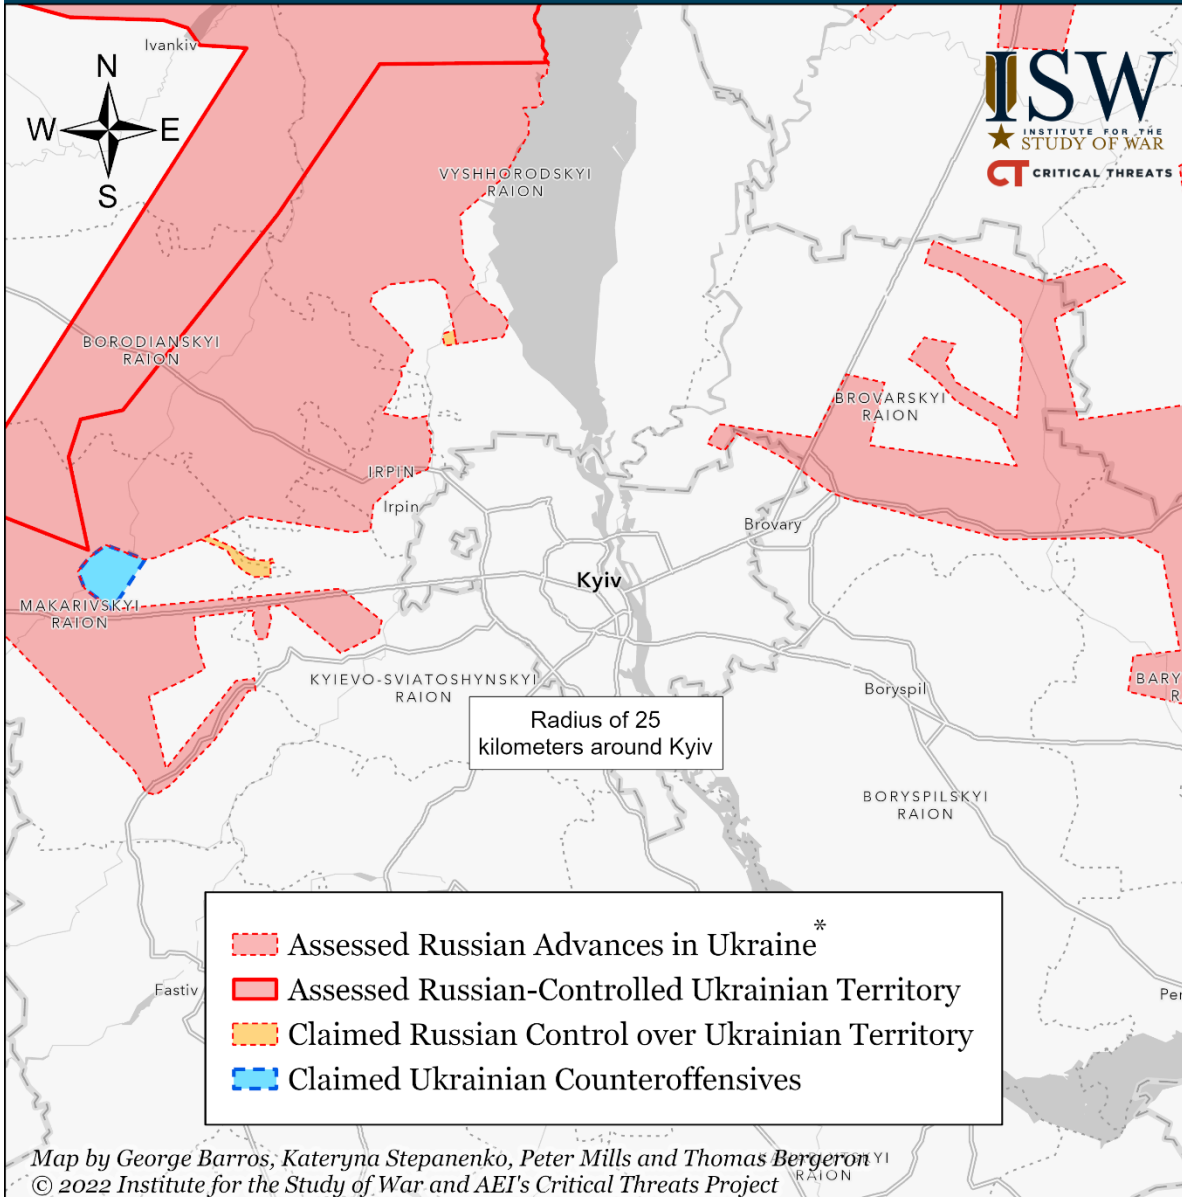 Ivankiv
N
W E
S
ISW
INSTITUTE FOR THE
STUDY OF WAR
CT CRITICAL THREATS
VYSHHORODSKYI
RAION
BORODIANSKYI
RAION
BROVARSKYI
RAION
IRPIN
Irpin
Brovary
Kyiv
MAKARIVSKYI
RAION
KYIEVO-SVIATOSHYNSKYI
RAION
Boryspil
BARY
R
Radius of 25
kilometers around Kyiv
BORYSPILSKYI
RAION
Fastiv
Per
Assessed Russian Advances in Ukraine*
Assessed Russian-Controlled Ukrainian Territory
Claimed Russian Control over Ukrainian Territory
Claimed Ukrainian Counteroffensives
Map by George Barros, Kateryna Stepanenko, Peter Mills and Thomas Bergeron
RAION
© 2022 Institute for the Study of War and AEI's Critical Threats Project